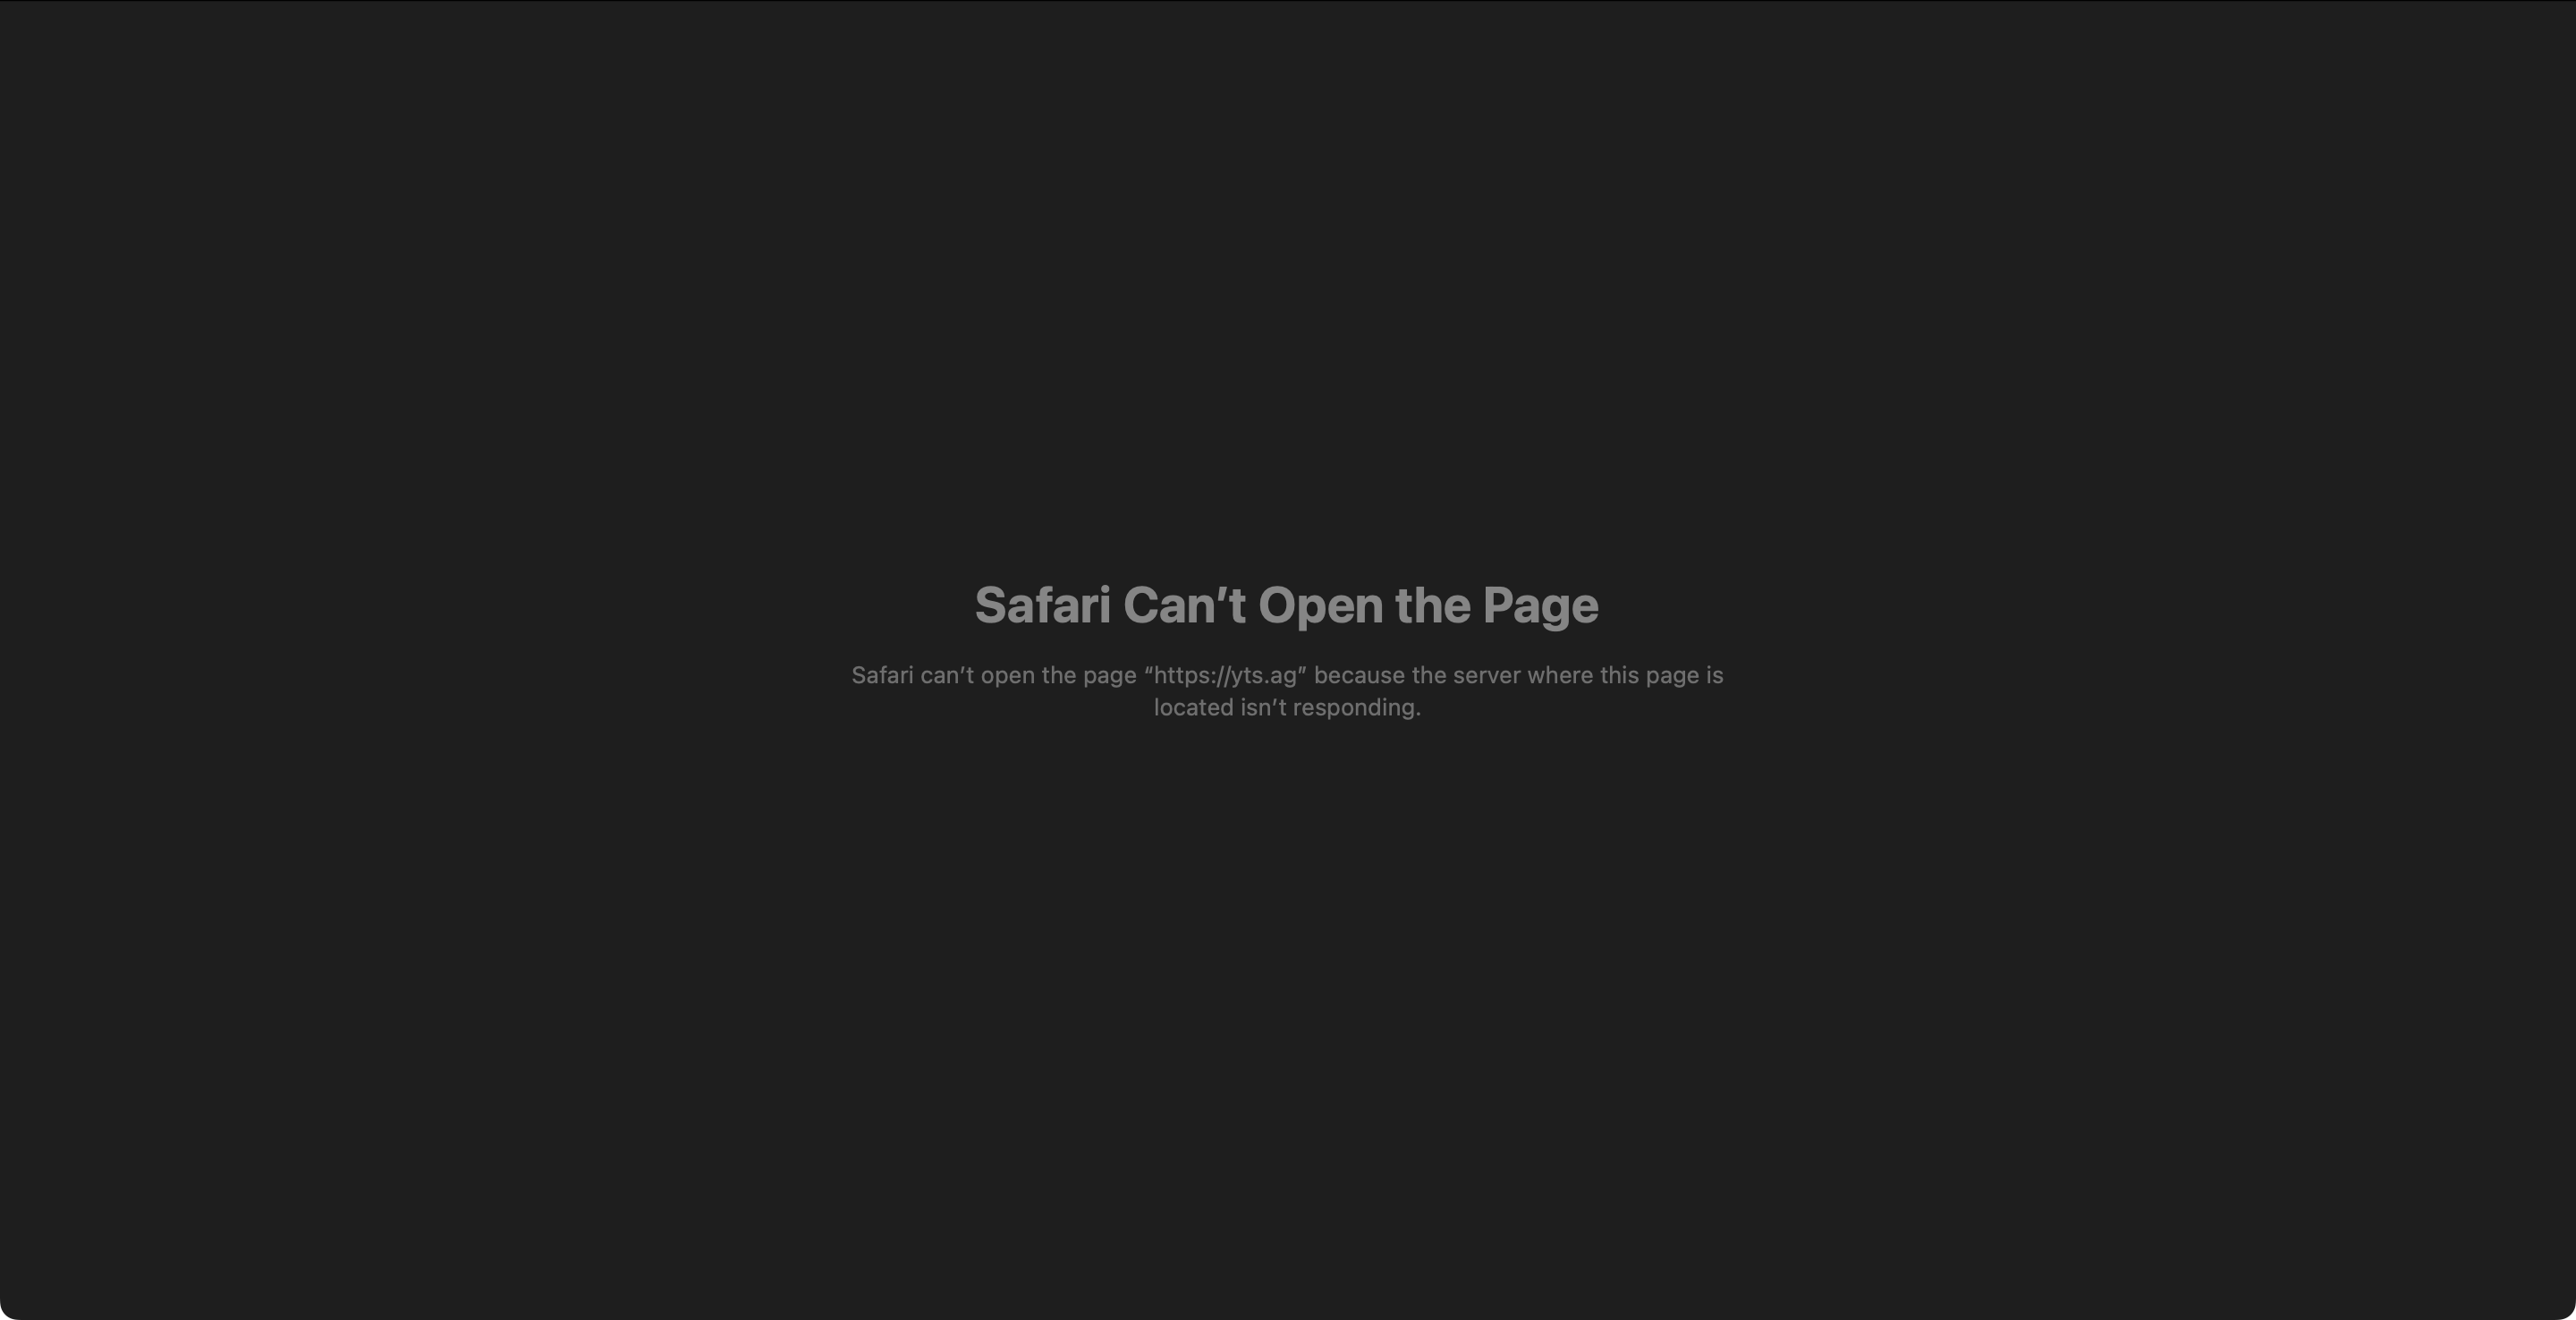 Safari Can’t Open the Page
Safari can’t open the page “https://yts.ag” because the server where this page is
located isn’t responding.